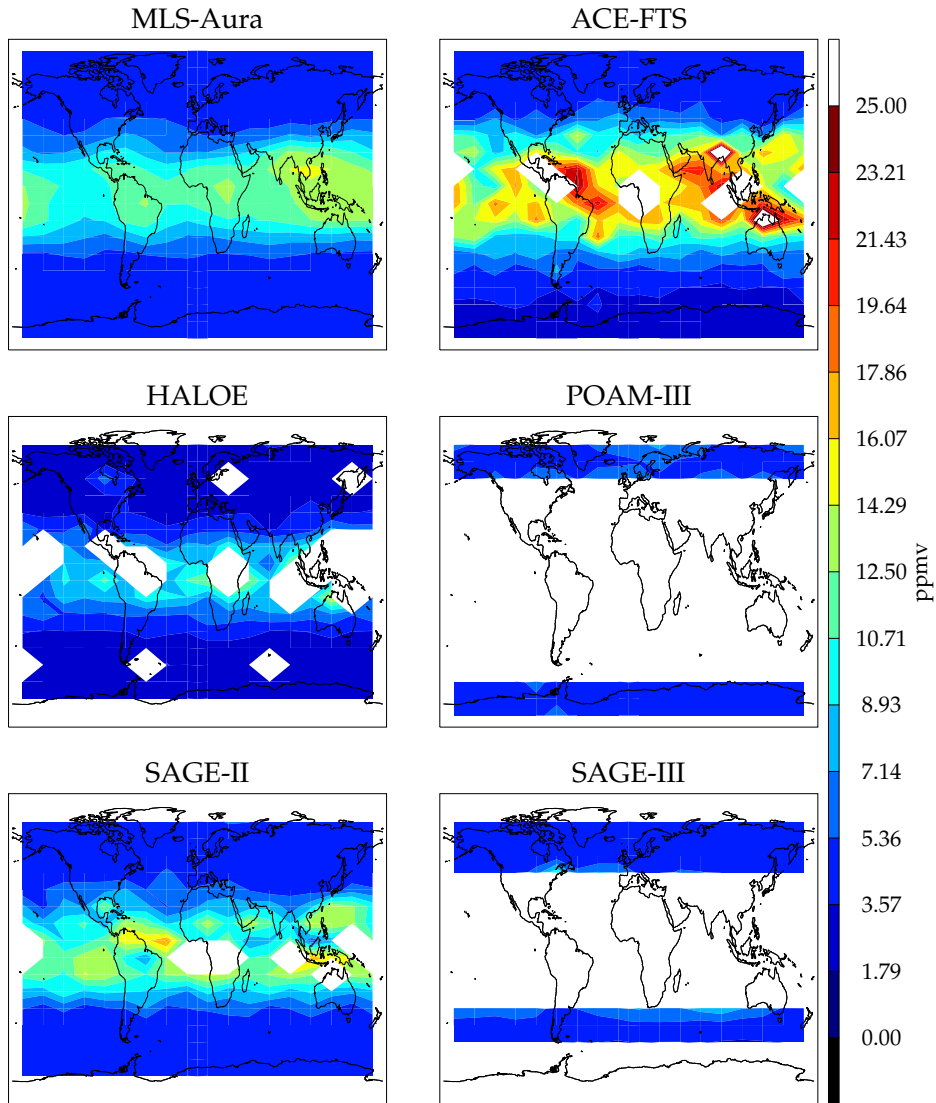 MLS-Aura
ACE-FTS
HALOE
POAM-III
SAGE-II
SAGE-III
25.00
23.21
21.43
19.64
17.86
16.07
14.29
12.50
10.71
8.93
7.14
5.36
3.57
1.79
0.00
ppmv